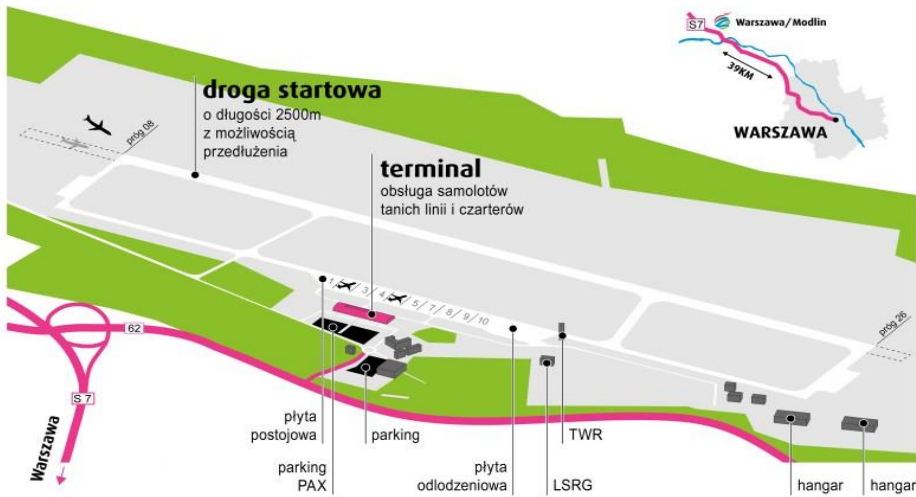 S7
Warszawa/Modlin
39KM
WARSZAWA
droga startowa
o długości 2500m
z możliwością
przedłużenia
próg 08
terminal
obsługa samolotów
tanich linii i czarterów
1
3
4
5
7
8
9
10
próg 26
62
S 7
Warszawa
płyta
postojowa
parking
TWR
parking
PAX
płyta
odlodzeniowa
LSRG
hangar
hangar